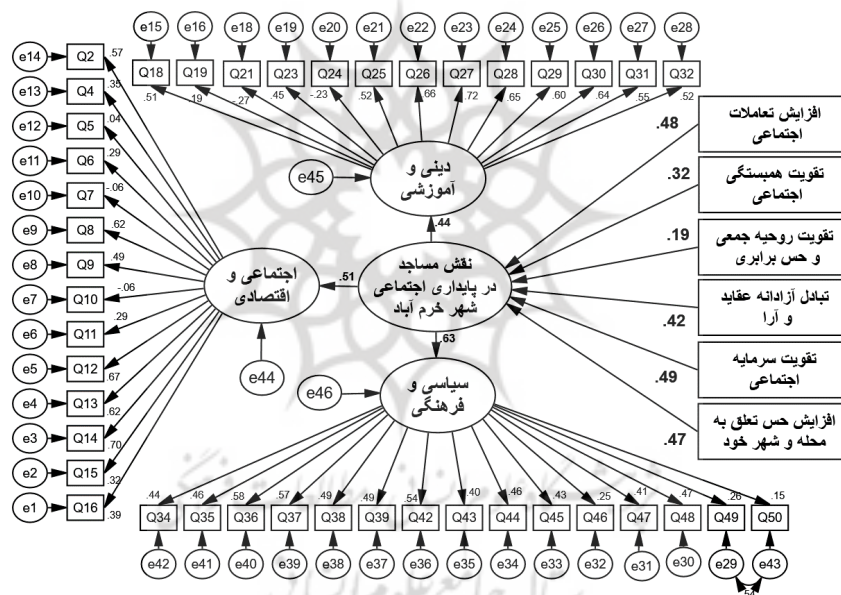 e15 e16 e18 e19 e20 e21 e22 e23 e24 e25 e26 e27 e28
Q18 Q19 Q21 Q23 Q24 Q25 Q26 Q27 Q28 Q29 Q30 Q31 Q32
.51 .19 -.27 .45 -.23 .52 .66 .72 .65 .60 .64 .55 .52
e14 Q2 .57
e13 Q4 .35
e12 Q5 .04
e11 Q6 .29
e10 Q7 -.06
e9 Q8 .62
e8 Q9 .49
e7 Q10 -.06
e6 Q11 .29
e5 Q12 .67
e4 Q13 .62
e3 Q14 .70
e2 Q15 .32
e1 Q16 .39
e45
دینی و
آموزشی
.44
نقش مساجد
در پایداری اجتماعی
شهر خرم آباد
.51
اجتماعی و
اقتصادی
e44
.63
سیاسی و
فرهنگی
e46
.48
افزایش تعاملات
اجتماعی
.32
تقویت همبستگی
اجتماعی
.19
تقویت روحیه جمعی
و حس برابری
.42
تبادل آزادانه عقاید
و آرا
.49
تقویت سرمایه
اجتماعی
.47
افزایش حس تعلق به
محله و شهر خود
.44 .46 .58 .57 .49 .49 .54 .40 .46 .43 .25 .41 .47 .26 .15
Q34 Q35 Q36 Q37 Q38 Q39 Q42 Q43 Q44 Q45 Q46 Q47 Q48 Q49 Q50
e42 e41 e40 e39 e38 e37 e36 e35 e34 e33 e32 e31 e30 e29 e43
.54